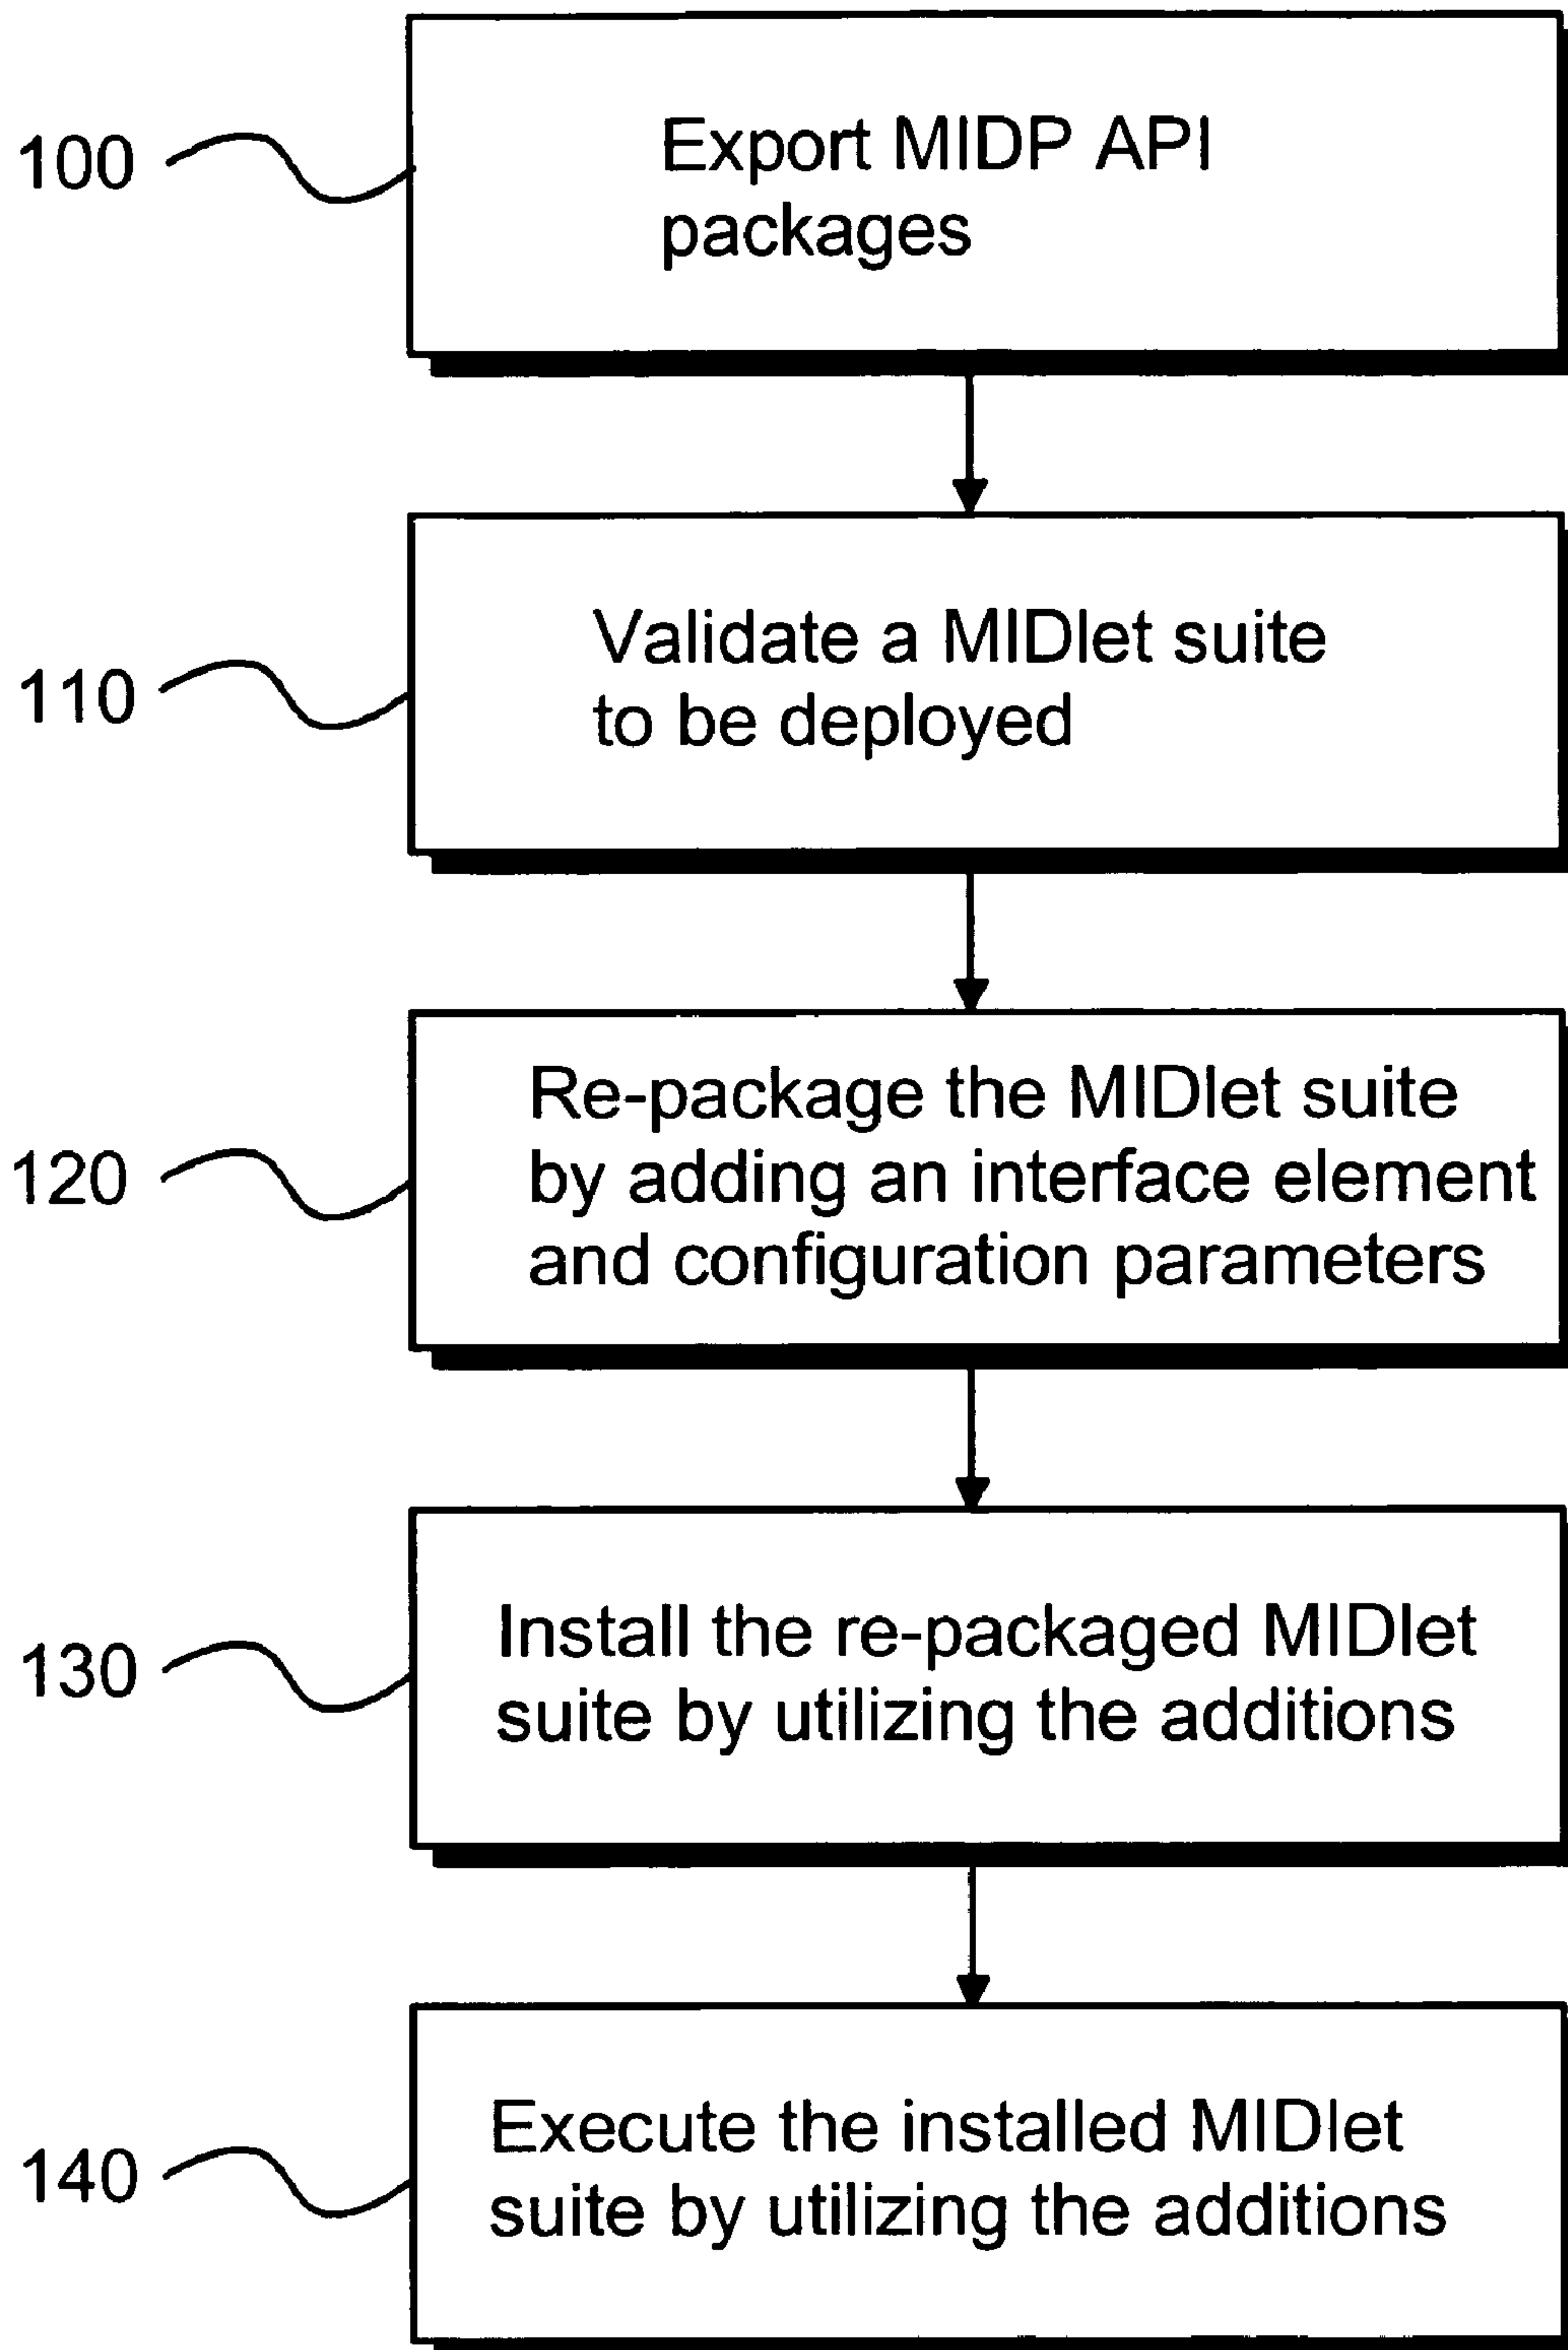 100
Export MIDP API
packages
110
Validate a MIDlet suite
to be deployed
120
Re-package the MIDlet suite
by adding an interface element
and configuration parameters
130
Install the re-packaged MIDlet
suite by utilizing the additions
140
Execute the installed MIDlet
suite by utilizing the additions